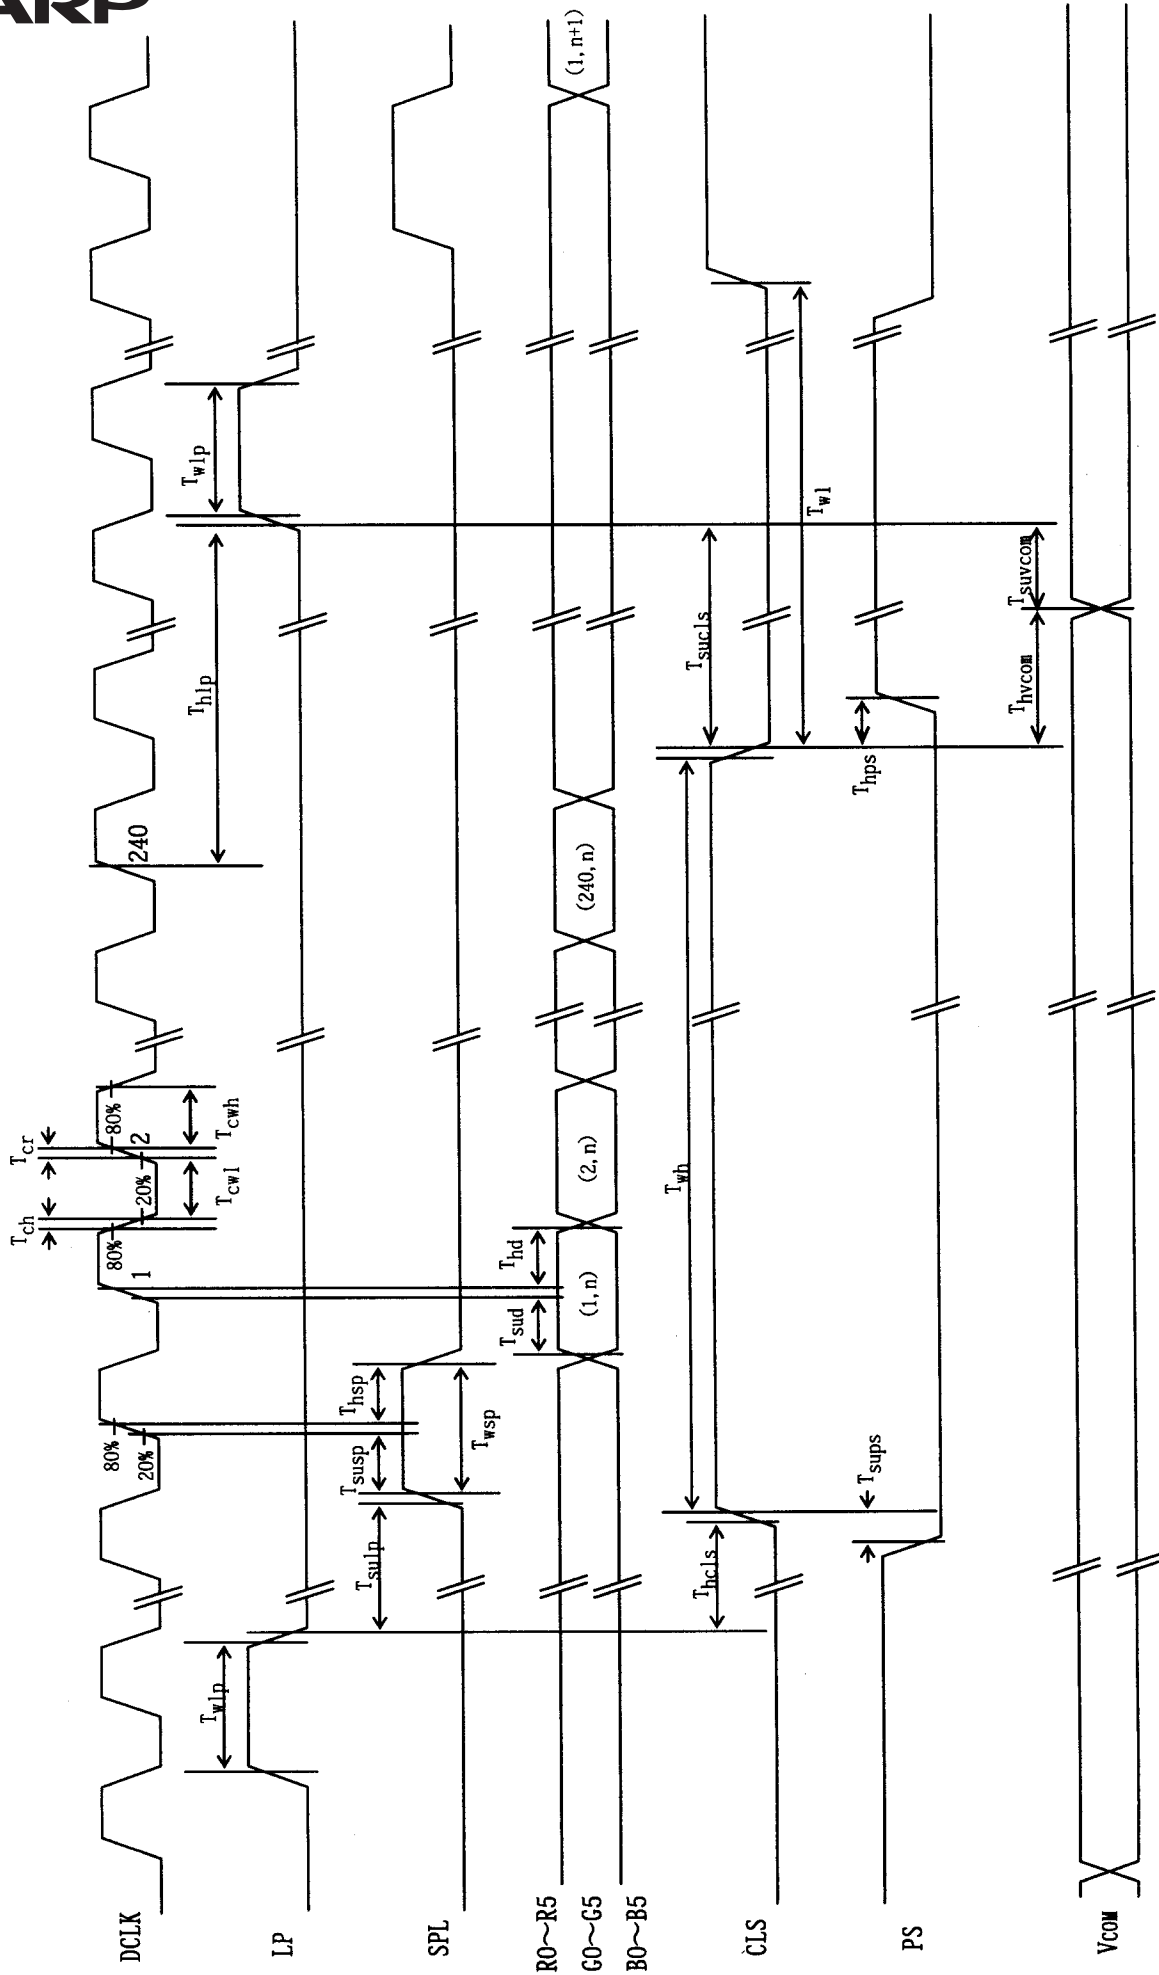 ARP
DCLK
80%
20%
1
80%
20%
2
80%
240
Tch
Tcr
Tcwl
Tcwh
LP
Twlp
Thlp
Twlp
SPL
Tsulp
Tsusp
Thsp
Twsp
R0~R5
G0~G5
B0~B5
Tsud
Thd
(1,n)
(2,n)
(240,n)
(1,n+1)
CLS
Thcls
Twh
Tsucls
Twl
PS
Tsups
Thps
VCOM
Thvcom
Tsuvcom